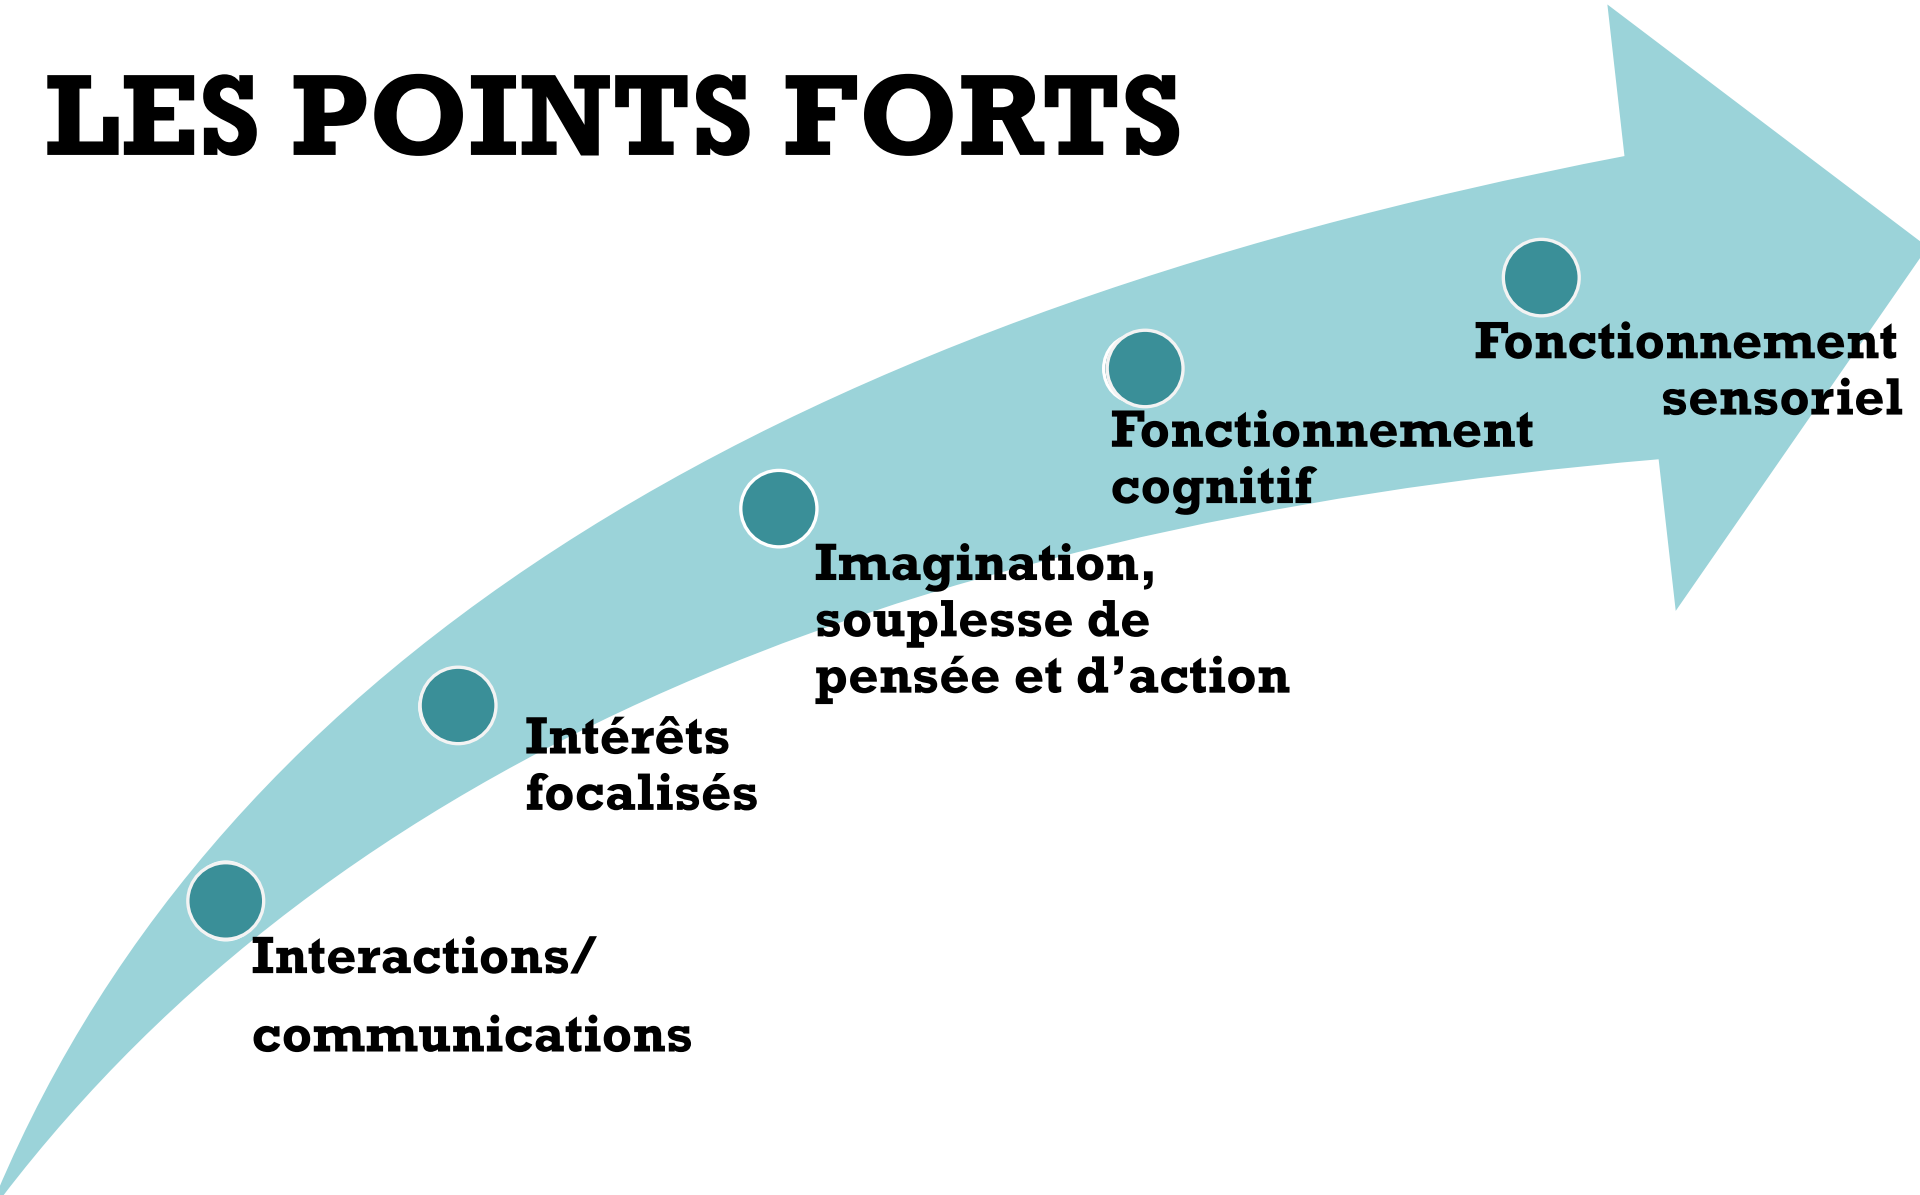 LES POINTS FORTS
Interactions/
communications
Intérêts
focalisés
Imagination,
souplesse de
pensée et d’action
Fonctionnement
cognitif
Fonctionnement
sensoriel